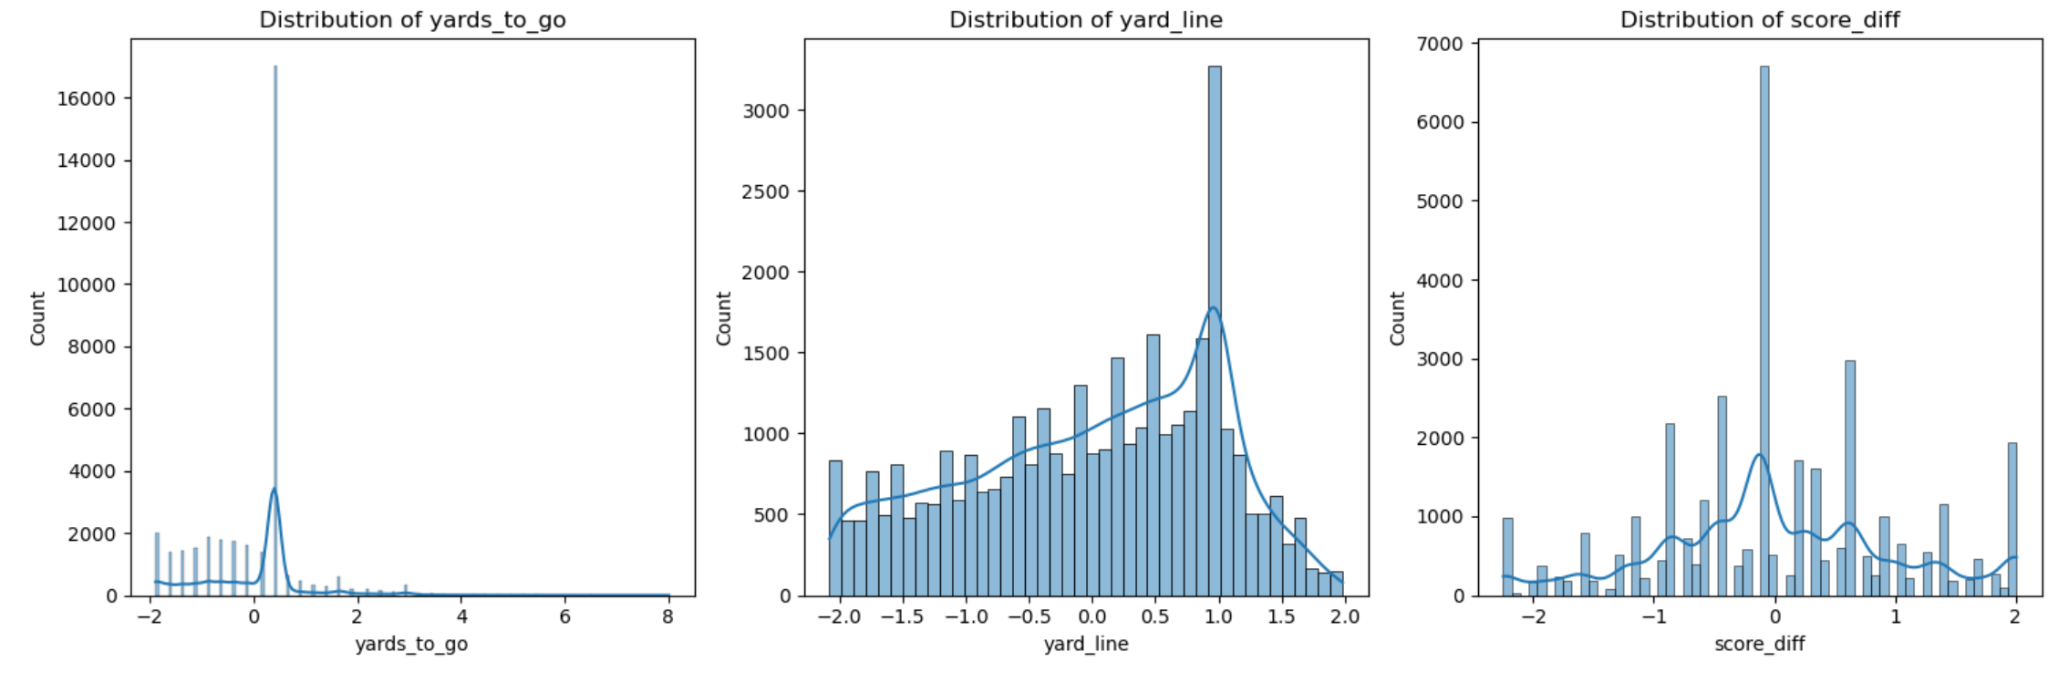 Distribution of yards_to_go
16000
14000
12000
10000
8000
6000
4000
2000
0
Count
−2 0 2 4 6 8
yards_to_go
Distribution of yard_line
3000
2500
2000
1500
1000
500
0
Count
−2.0 −1.5 −1.0 −0.5 0.0 0.5 1.0 1.5 2.0
yard_line
Distribution of score_diff
7000
6000
5000
4000
3000
2000
1000
0
Count
−2 −1 0 1 2
score_diff